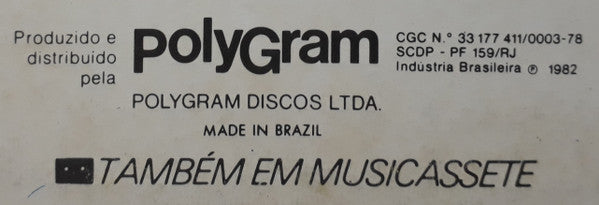 Produzido e
distribuido
pela
polyGram
CGC N.º 33 177 411/0003-78
SCDP - PF 159/RJ
Indústria Brasileira ℗ 1982
POLYGRAM DISCOS LTDA.
MADE IN BRAZIL
TAMBÉM EM MUSICASSETE